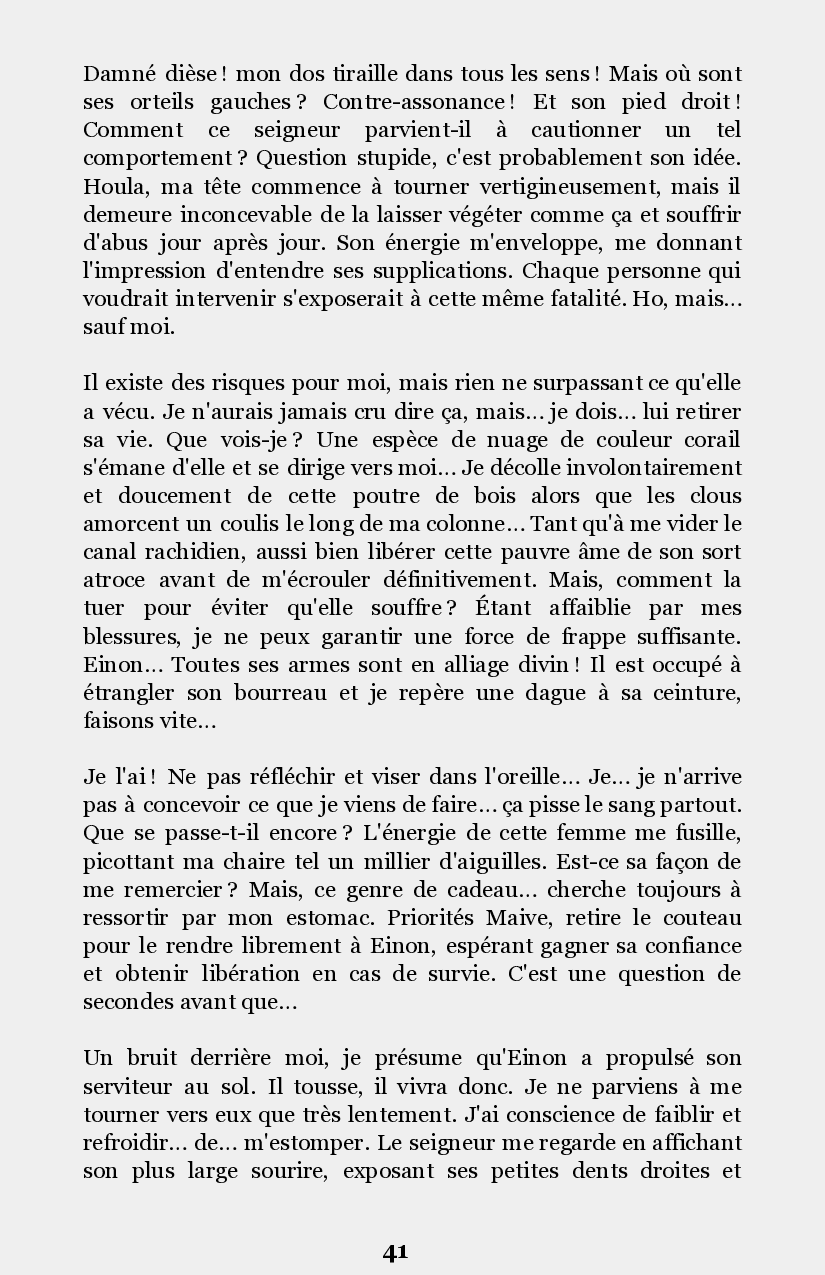 Damné dièse ! mon dos tiraille dans tous les sens ! Mais où sont
ses orteils gauches ? Contre-assonance ! Et son pied droit !
Comment ce seigneur parvient-il à cautionner un tel
comportement ? Question stupide, c'est probablement son idée.
Houla, ma tête commence à tourner vertigineusement, mais il
demeure inconcevable de la laisser végéter comme ça et souffrir
d'abus jour après jour. Son énergie m'enveloppe, me donnant
l'impression d'entendre ses supplications. Chaque personne qui
voudrait intervenir s'exposerait à cette même fatalité. Ho, mais...
sauf moi.

Il existe des risques pour moi, mais rien ne surpassant ce qu'elle
a vécu. Je n'aurais jamais cru dire ça, mais... je dois... lui retirer
sa vie. Que vois-je ? Une espèce de nuage de couleur corail
s'émane d'elle et se dirige vers moi... Je décolle involontairement
et doucement de cette poutre de bois alors que les clous
amorcent un coulis le long de ma colonne... Tant qu'à me vider le
canal rachidien, aussi bien libérer cette pauvre âme de son sort
atroce avant de m'écrouler définitivement. Mais, comment la
tuer pour éviter qu'elle souffre ? Étant affaiblie par mes
blessures, je ne peux garantir une force de frappe suffisante.
Einon... Toutes ses armes sont en alliage divin ! Il est occupé à
étrangler son bourreau et je repère une dague à sa ceinture,
faisons vite...

Je l'ai ! Ne pas réfléchir et viser dans l'oreille... Je... je n'arrive
pas à concevoir ce que je viens de faire... ça pisse le sang partout.
Que se passe-t-il encore ? L'énergie de cette femme me fusille,
picottant ma chaire tel un millier d'aiguilles. Est-ce sa façon de
me remercier ? Mais, ce genre de cadeau... cherche toujours à
ressortir par mon estomac. Priorités Maive, retire le couteau
pour le rendre librement à Einon, espérant gagner sa confiance
et obtenir libération en cas de survie. C'est une question de
secondes avant que...

Un bruit derrière moi, je présume qu'Einon a propulsé son
serviteur au sol. Il tousse, il vivra donc. Je ne parviens à me
tourner vers eux que très lentement. J'ai conscience de faiblir et
refroidir... de... m'estomper. Le seigneur me regarde en affichant
son plus large sourire, exposant ses petites dents droites et

41